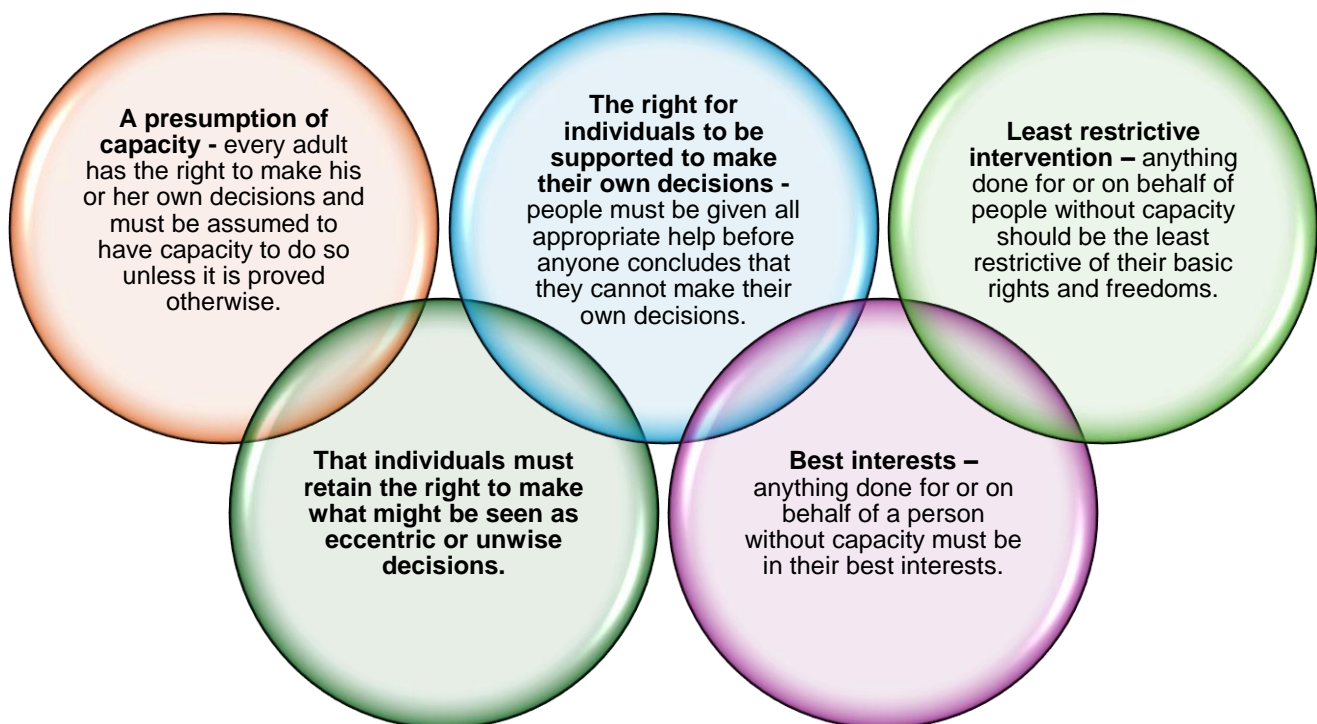 A presumption of
capacity - every adult
has the right to make his
or her own decisions and
must be assumed to
have capacity to do so
unless it is proved
otherwise.
The right for
individuals to be
supported to make
their own decisions -
people must be given all
appropriate help before
anyone concludes that
they cannot make their
own decisions.
Least restrictive
intervention – anything
done for or on behalf of
people without capacity
should be the least
restrictive of their basic
rights and freedoms.
That individuals must
retain the right to make
what might be seen as
eccentric or unwise
decisions.
Best interests –
anything done for or on
behalf of a person
without capacity must be
in their best interests.